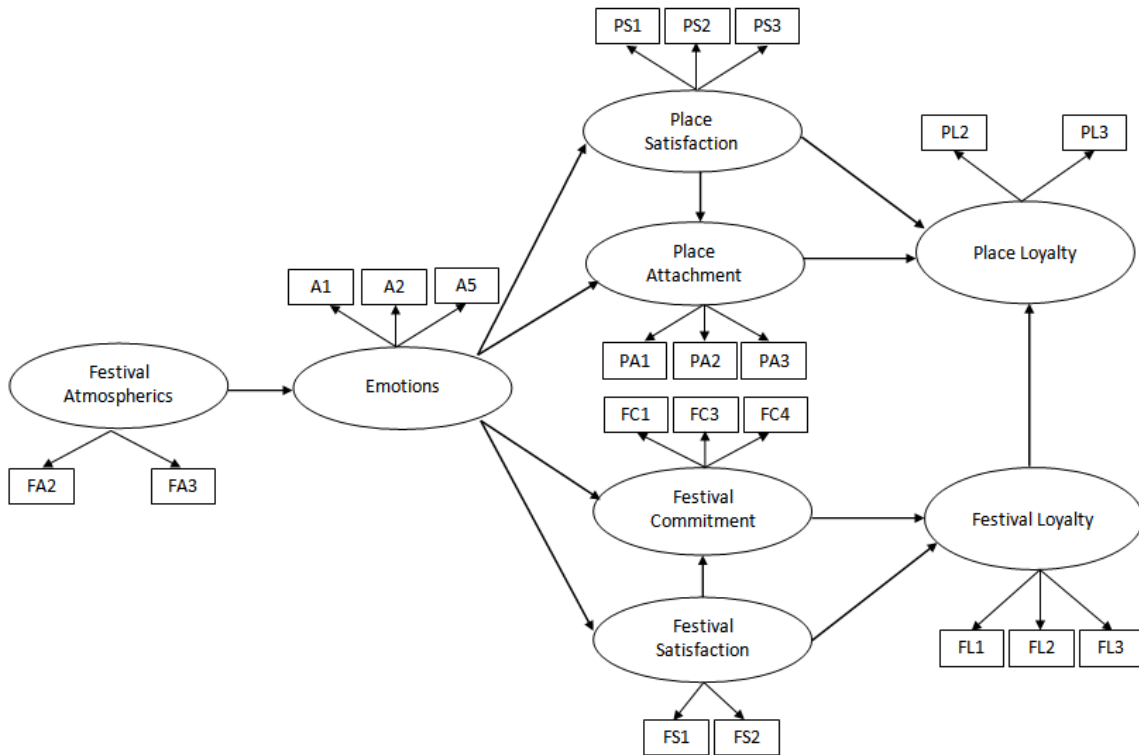 PS1
PS2
PS3
Place
Satisfaction
PL2
PL3
Place
Attachment
Place Loyalty
A1
A2
A5
PA1
PA2
PA3
Festival
Atmospherics
Emotions
FC1
FC3
FC4
FA2
FA3
Festival
Commitment
Festival Loyalty
Festival
Satisfaction
FL1
FL2
FL3
FS1
FS2